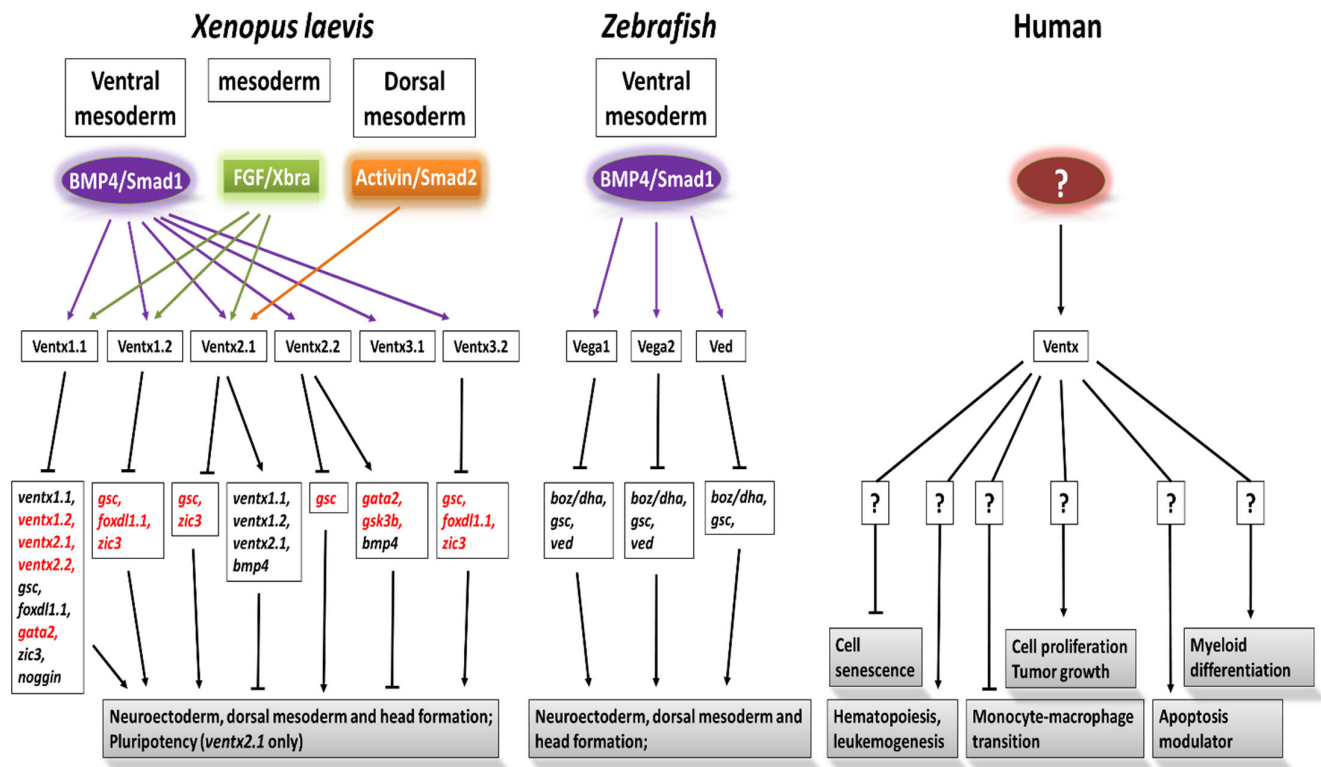 Xenopus laevis
Zebrafish
Human
Ventral
mesoderm
mesoderm
Dorsal
mesoderm
Ventral
mesoderm
BMP4/Smad1
FGF/Xbra
Activin/Smad2
BMP4/Smad1
?
Ventx1.1
Ventx1.2
Ventx2.1
Ventx2.2
Ventx3.1
Ventx3.2
Vega1
Vega2
Ved
Ventx
ventx1.1,
ventx1.2,
ventx2.1,
ventx2.2,
gsc,
foxdl1.1,
gata2,
zic3,
noggin
gsc,
foxdl1.1,
zic3
gsc,
zic3
ventx1.1,
ventx1.2,
ventx2.1,
bmp4
gsc
gata2,
gsk3b,
bmp4
gsc,
foxdl1.1,
zic3
boz/dha,
gsc,
ved
boz/dha,
gsc,
ved
boz/dha,
gsc,
?
?
?
?
?
?
Neuroectoderm, dorsal mesoderm and head formation;
Pluripotency (ventx2.1 only)
Neuroectoderm, dorsal mesoderm and
head formation;
Cell
senescence
Cell proliferation
Tumor growth
Myeloid
differentiation
Hematopoiesis,
leukemogenesis
Monocyte-macrophage
transition
Apoptosis
modulator